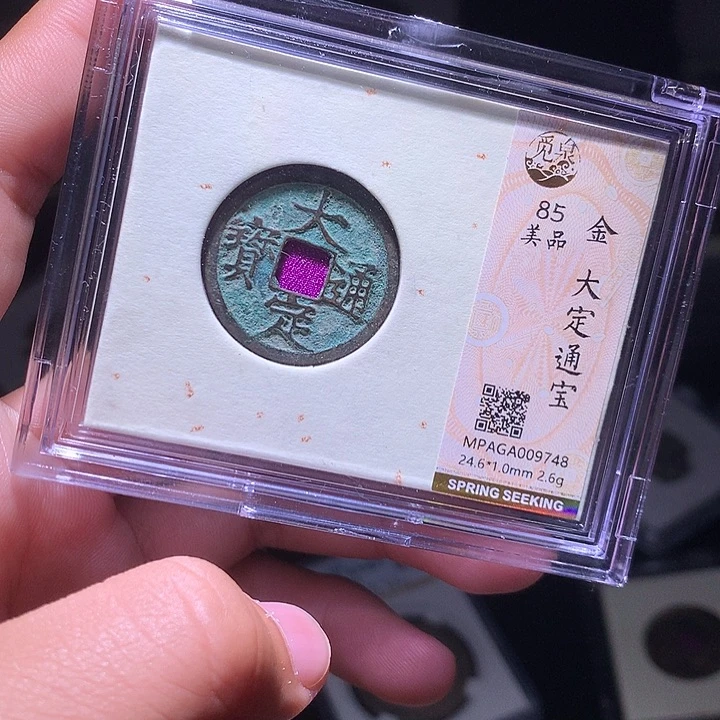 大定通寶
觅泉
金 大定通宝
85
美品
MPAGA009748
24.6*1.0mm 2.6g
SPRING SEEKING